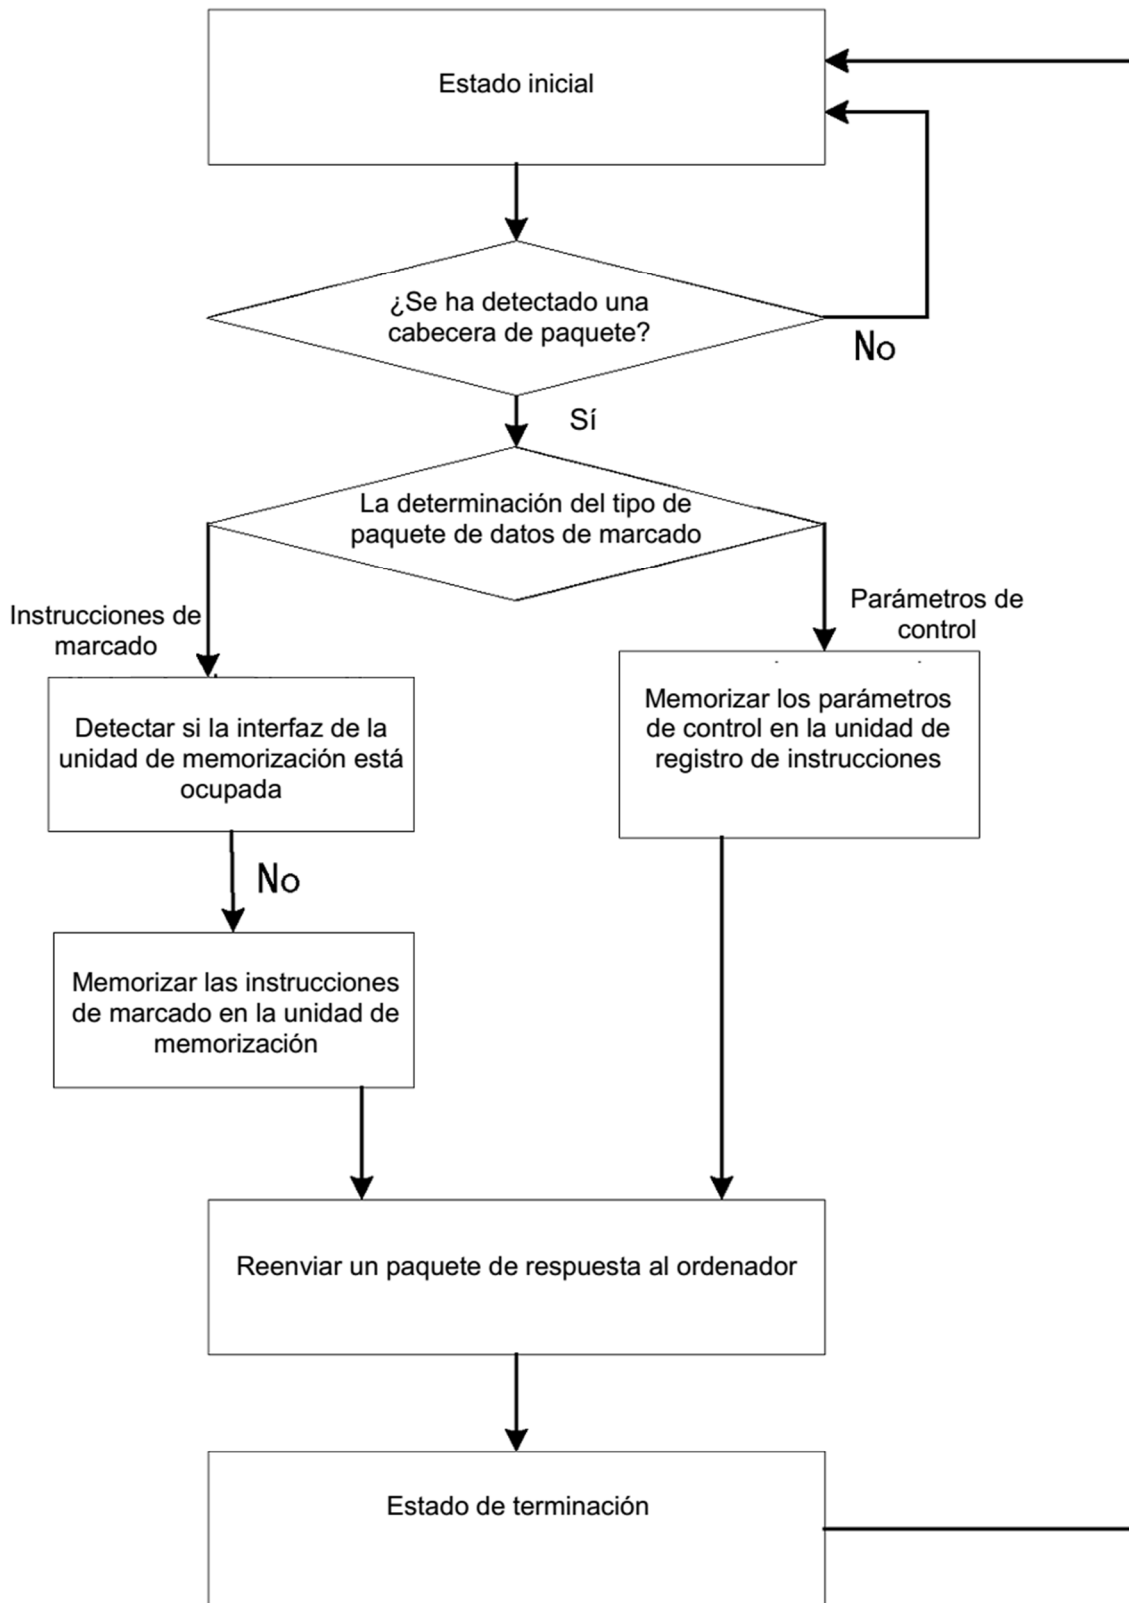 Estado inicial
¿Se ha detectado una
cabecera de paquete?
No
Sí
La determinación del tipo de
paquete de datos de marcado
Instrucciones de
marcado
Parámetros de
control
Detectar si la interfaz de la
unidad de memorización está
ocupada
Memorizar los parámetros
de control en la unidad de
registro de instrucciones
No
Memorizar las instrucciones
de marcado en la unidad de
memorización
Reenviar un paquete de respuesta al ordenador
Estado de terminación